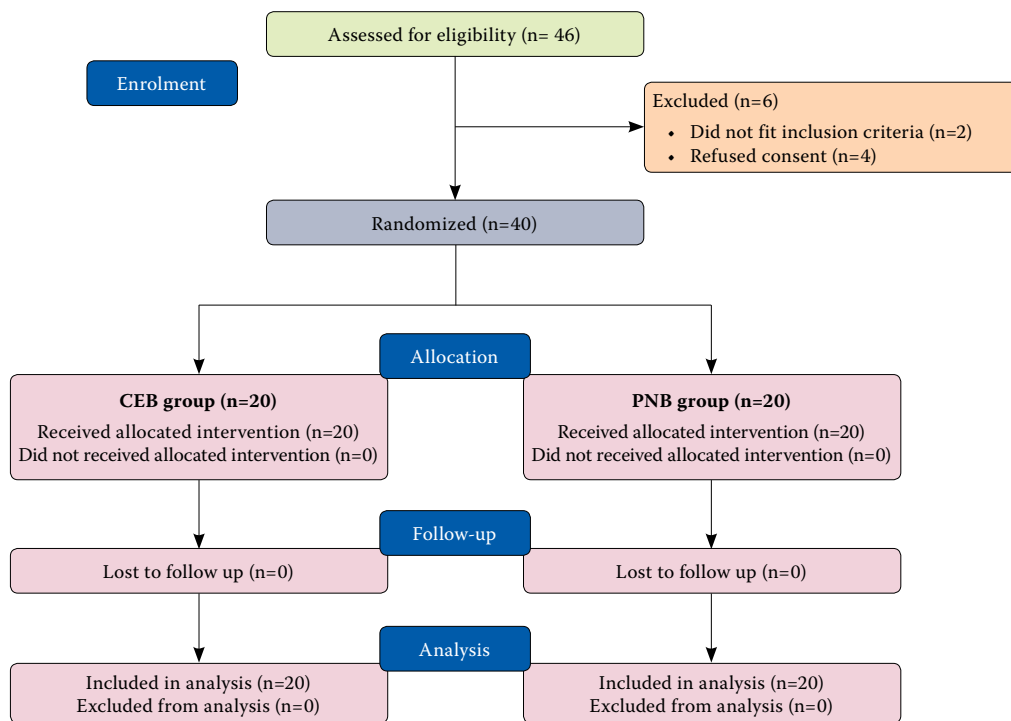 Assessed for eligibility (n= 46)
Enrolment
Excluded (n=6)
• Did not fit inclusion criteria (n=2)
• Refused consent (n=4)
Randomized (n=40)
Allocation
CEB group (n=20)
Received allocated intervention (n=20)
Did not received allocated intervention (n=0)
PNB group (n=20)
Received allocated intervention (n=20)
Did not received allocated intervention (n=0)
Follow-up
Lost to follow up (n=0)
Lost to follow up (n=0)
Analysis
Included in analysis (n=20)
Excluded from analysis (n=0)
Included in analysis (n=20)
Excluded from analysis (n=0)